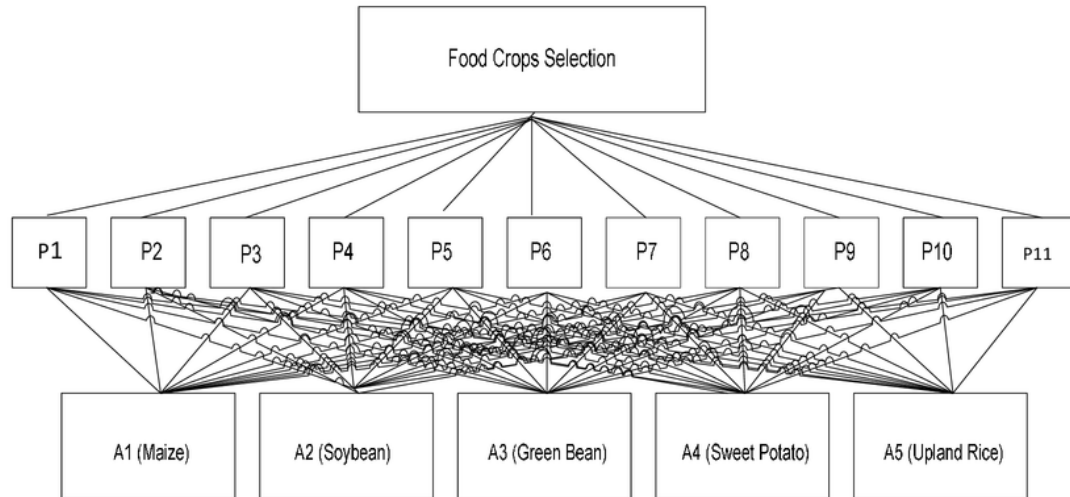 Food Crops Selection
P1
P2
P3
P4
P5
P6
P7
P8
P9
P10
P11
A1 (Maize)
A2 (Soybean)
A3 (Green Bean)
A4 (Sweet Potato)
A5 (Upland Rice)